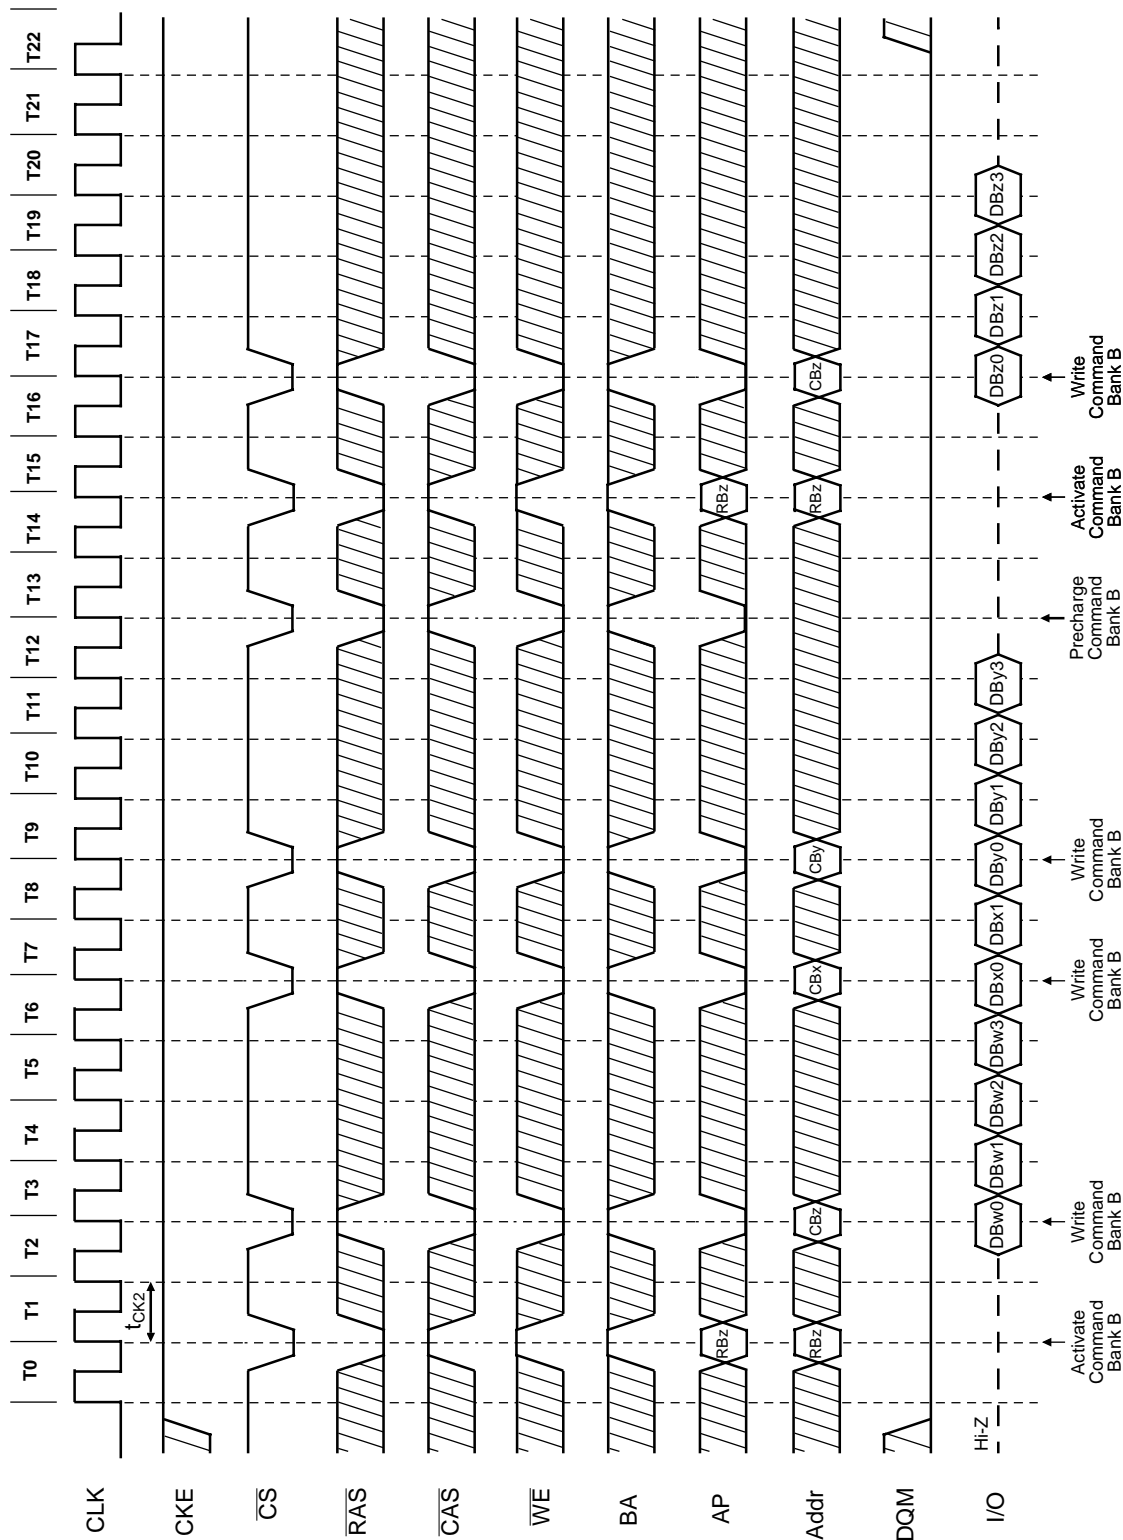 T0 T1 T2 T3 T4 T5 T6 T7 T8 T9 T10 T11 T12 T13 T14 T15 T16 T17 T18 T19 T20 T21 T22
CLK
tCK2
CKE
CS
RAS
CAS
WE
BA
AP
RBz RBz
Addr
RBz CBz CBx CBy RBz CBz
DQM
I/O
Hi-Z
DBw0 DBw1 DBw2 DBw3 DBx0 DBx1 DBy0 DBy1 DBy2 DBy3 DBz0 DBz1 DBz2 DBz3
Activate
Command
Bank B
Write
Command
Bank B
Write
Command
Bank B
Write
Command
Bank B
Precharge
Command
Bank B
Activate
Command
Bank B
Write
Command
Bank B